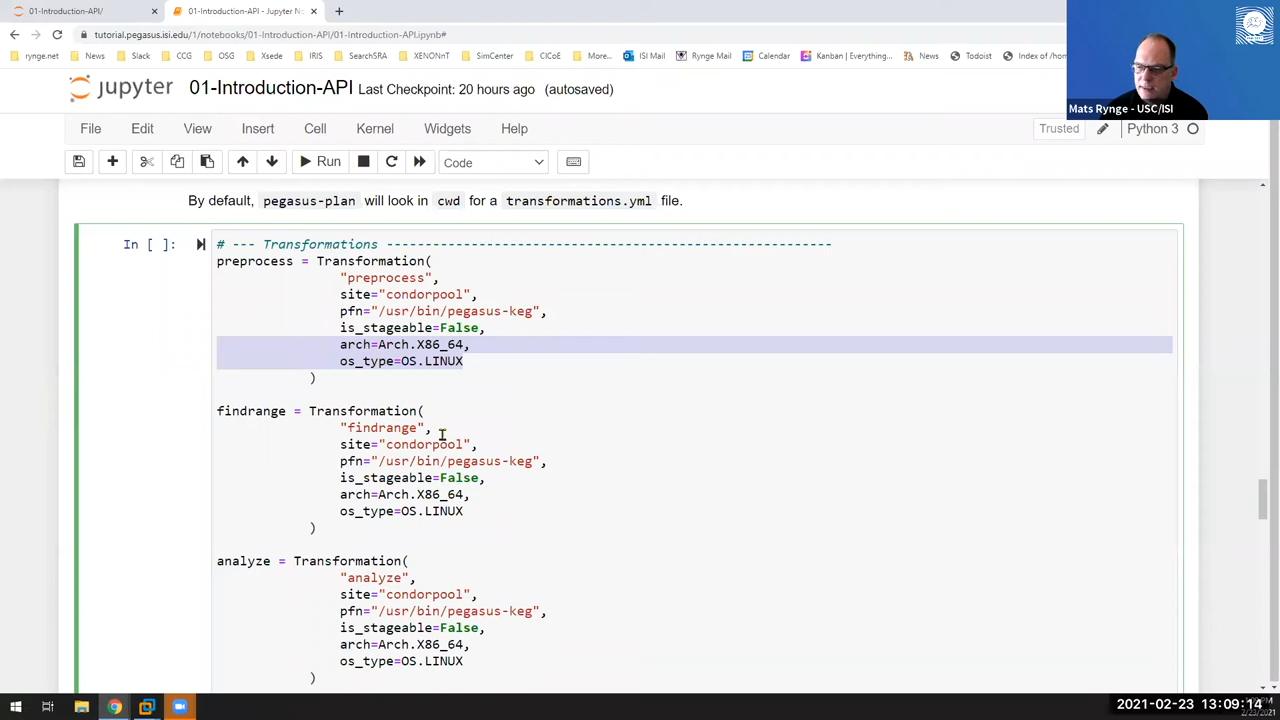 01-Introduction-API/
01-Introduction-API - Jupyter No
tutorial.pegasus.isi.edu/1/notebooks/01-Introduction-API/01-Introduction-API.ipynb#
rynge.net News Slack CCG OSG Xsede IRIS SearchSRA XENONnT SimCenter CICoE More... ISI Mail Rynge Mail Calendar Kanban | Everything... News Todoist Index of /hom
jupyter 01-Introduction-API Last Checkpoint: 20 hours ago (autosaved)
Mats Rynge - USC/ISI
File Edit View Insert Cell Kernel Widgets Help Trusted Python 3
Run Code
By default, pegasus-plan will look in cwd for a transformations.yml file.
In [ ]: # --- Transformations ----------------------------------------------------------
preprocess = Transformation(
"preprocess",
site="condorpool",
pfn="/usr/bin/pegasus-keg",
is_stageable=False,
arch=Arch.X86_64,
os_type=OS.LINUX
)
findrange = Transformation(
"findrange",
site="condorpool",
pfn="/usr/bin/pegasus-keg",
is_stageable=False,
arch=Arch.X86_64,
os_type=OS.LINUX
)
analyze = Transformation(
"analyze",
site="condorpool",
pfn="/usr/bin/pegasus-keg",
is_stageable=False,
arch=Arch.X86_64,
os_type=OS.LINUX
)
2021-02-23 13:09:14
2/23/2021